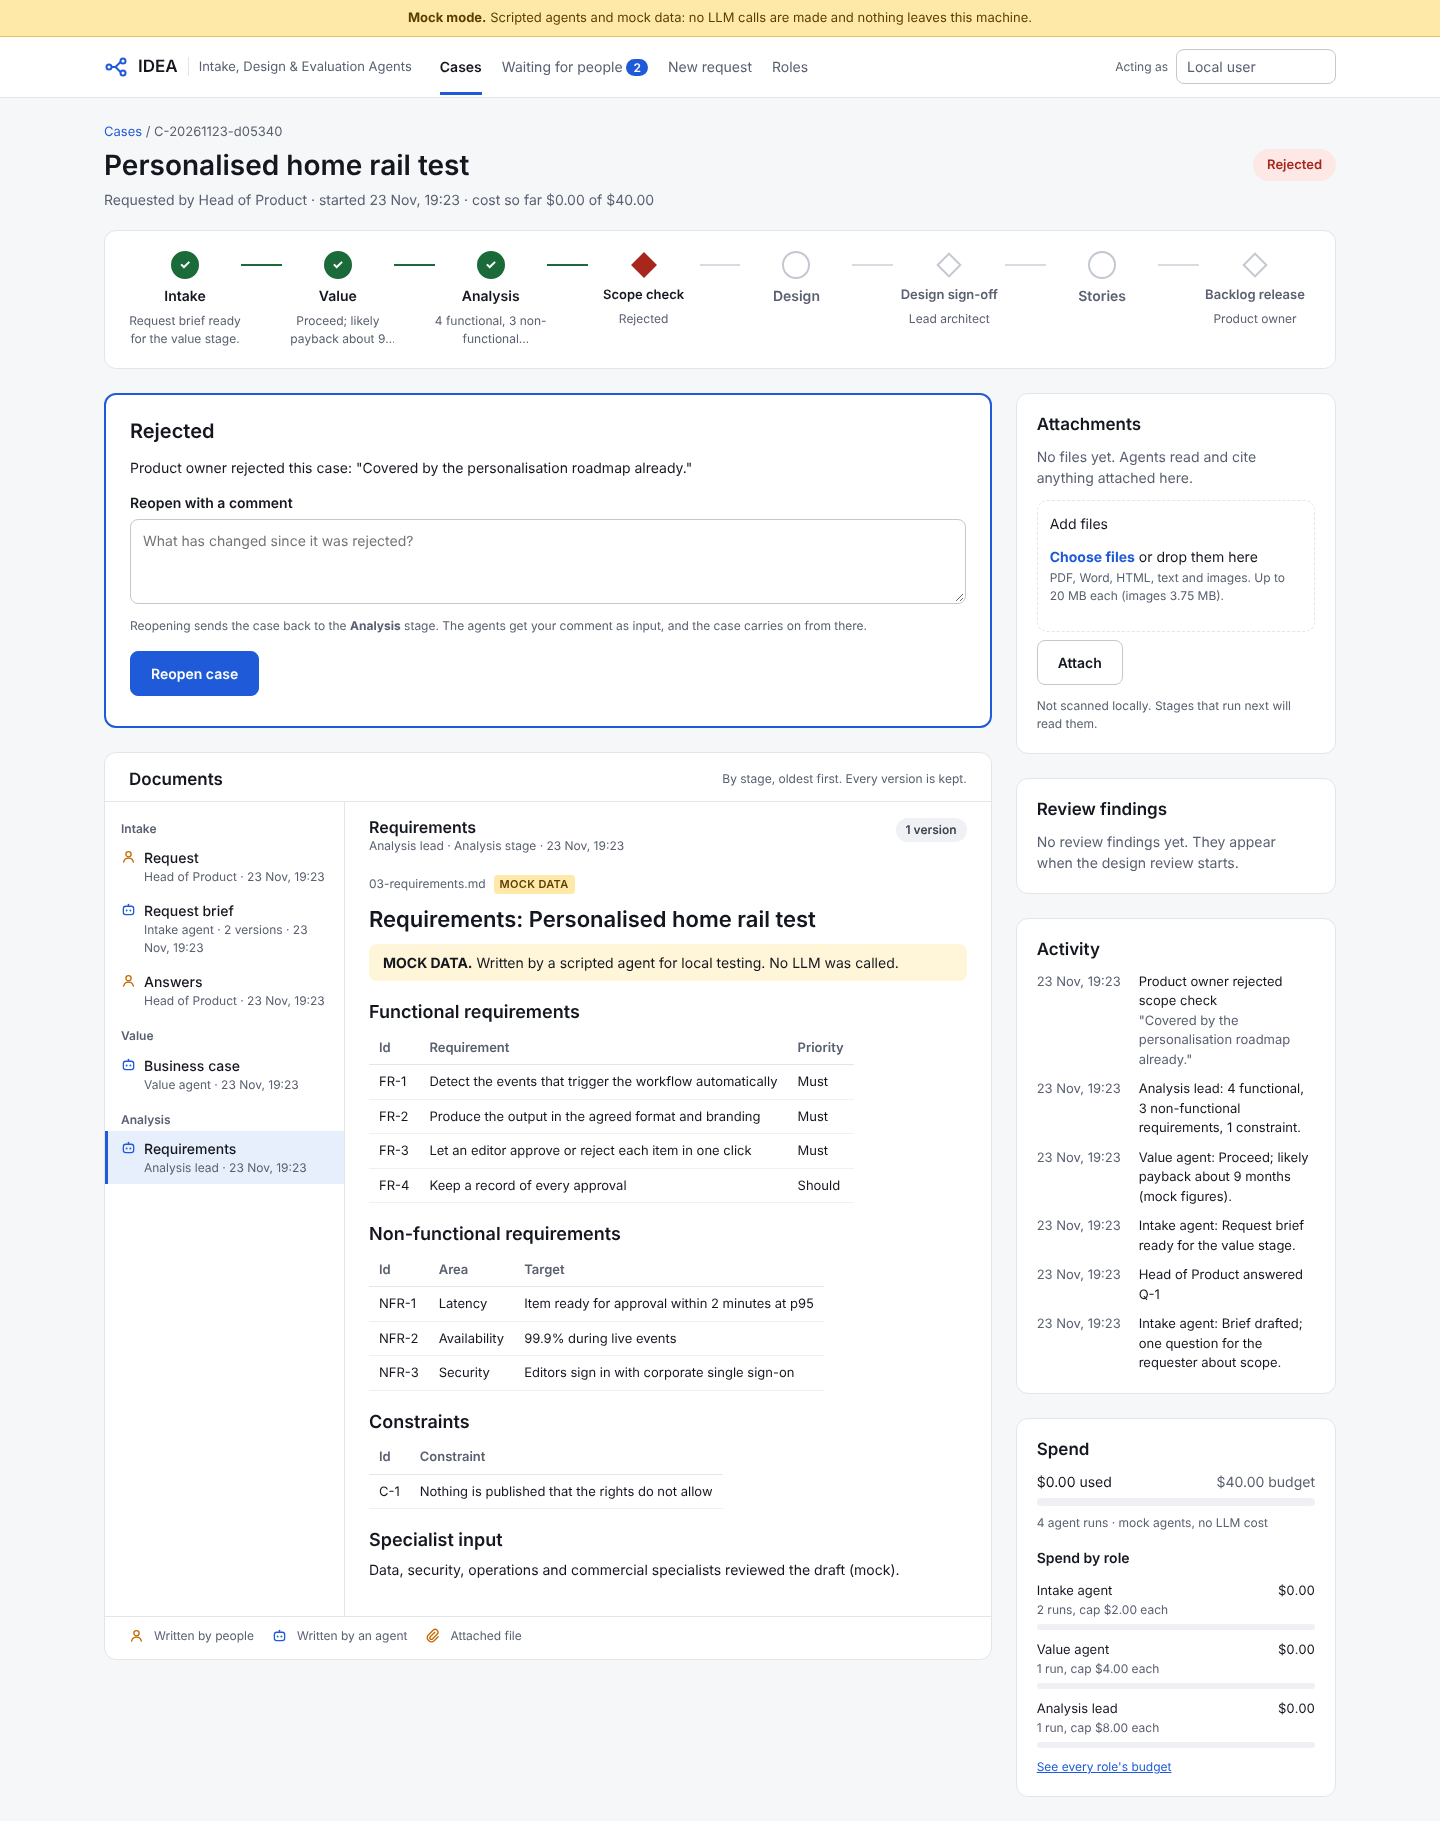 Mock mode. Scripted agents and mock data: no LLM calls are made and nothing leaves this machine.
IDEA
Intake, Design & Evaluation Agents
Cases
Waiting for people 2
New request
Roles
Acting as
Local user
Cases / C-20261123-d05340
Personalised home rail test
Rejected
Requested by Head of Product · started 23 Nov, 19:23 · cost so far $0.00 of $40.00
Intake
Request brief ready
for the value stage.
Value
Proceed; likely
payback about 9...
Analysis
4 functional, 3 non-
functional...
Scope check
Rejected
Design
Design sign-off
Lead architect
Stories
Backlog release
Product owner
Rejected
Product owner rejected this case: "Covered by the personalisation roadmap already."
Reopen with a comment
What has changed since it was rejected?
Reopening sends the case back to the Analysis stage. The agents get your comment as input, and the case carries on from there.
Reopen case
Documents
By stage, oldest first. Every version is kept.
Intake
Request
Head of Product · 23 Nov, 19:23
Request brief
Intake agent · 2 versions · 23
Nov, 19:23
Answers
Head of Product · 23 Nov, 19:23
Value
Business case
Value agent · 23 Nov, 19:23
Analysis
Requirements
Analysis lead · 23 Nov, 19:23
Requirements
1 version
Analysis lead · Analysis stage · 23 Nov, 19:23
03-requirements.md MOCK DATA
Requirements: Personalised home rail test
MOCK DATA. Written by a scripted agent for local testing. No LLM was called.
Functional requirements
Id Requirement Priority
FR-1 Detect the events that trigger the workflow automatically Must
FR-2 Produce the output in the agreed format and branding Must
FR-3 Let an editor approve or reject each item in one click Must
FR-4 Keep a record of every approval Should
Non-functional requirements
Id Area Target
NFR-1 Latency Item ready for approval within 2 minutes at p95
NFR-2 Availability 99.9% during live events
NFR-3 Security Editors sign in with corporate single sign-on
Constraints
Id Constraint
C-1 Nothing is published that the rights do not allow
Specialist input
Data, security, operations and commercial specialists reviewed the draft (mock).
Written by people
Written by an agent
Attached file
Attachments
No files yet. Agents read and cite
anything attached here.
Add files
Choose files or drop them here
PDF, Word, HTML, text and images. Up to
20 MB each (images 3.75 MB).
Attach
Not scanned locally. Stages that run next will
read them.
Review findings
No review findings yet. They appear
when the design review starts.
Activity
23 Nov, 19:23 Product owner rejected
scope check
"Covered by the
personalisation roadmap
already."
23 Nov, 19:23 Analysis lead: 4 functional,
3 non-functional
requirements, 1 constraint.
23 Nov, 19:23 Value agent: Proceed; likely
payback about 9 months
(mock figures).
23 Nov, 19:23 Intake agent: Request brief
ready for the value stage.
23 Nov, 19:23 Head of Product answered
Q-1
23 Nov, 19:23 Intake agent: Brief drafted;
one question for the
requester about scope.
Spend
$0.00 used $40.00 budget
4 agent runs · mock agents, no LLM cost
Spend by role
Intake agent $0.00
2 runs, cap $2.00 each
Value agent $0.00
1 run, cap $4.00 each
Analysis lead $0.00
1 run, cap $8.00 each
See every role's budget